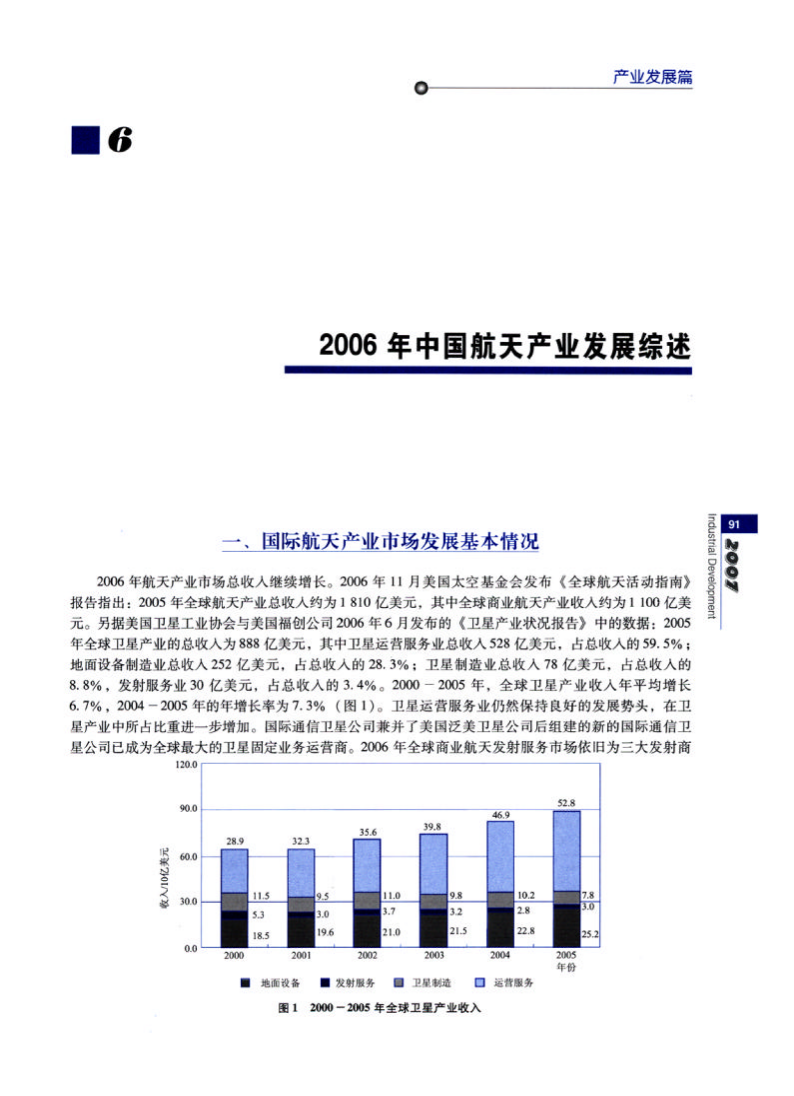 产业发展篇
6
2006 年中国航天产业发展综述
一、国际航天产业市场发展基本情况
2006 年航天产业市场总收入继续增长。2006 年 11 月美国太空基金会发布《全球航天活动指南》
报告指出:2005 年全球航天产业总收入约为 1 810 亿美元,其中全球商业航天产业收入约为 1 100 亿美
元。另据美国卫星工业协会与美国福创公司 2006 年 6 月发布的《卫星产业状况报告》中的数据:2005
年全球卫星产业的总收入为 888 亿美元,其中卫星运营服务业总收入 528 亿美元,占总收入的 59.5%;
地面设备制造业总收入 252 亿美元,占总收入的 28.3%;卫星制造业总收入 78 亿美元,占总收入的
8.8%,发射服务业 30 亿美元,占总收入的 3.4%。2000-2005 年,全球卫星产业收入年平均增长
6.7%,2004-2005 年的年增长率为 7.3%(图 1)。卫星运营服务业仍然保持良好的发展势头,在卫
星产业中所占比重进一步增加。国际通信卫星公司兼并了美国泛美卫星公司后组建的新的国际通信卫
星公司已成为全球最大的卫星固定业务运营商。2006 年全球商业航天发射服务市场依旧为三大发射商
91
2007
Industrial Development
收入/10亿美元
120.0
90.0
60.0
30.0
0.0
28.9
11.5
5.3
18.5
32.3
9.5
3.0
19.6
35.6
11.0
3.7
21.0
39.8
9.8
3.2
21.5
46.9
10.2
2.8
22.8
52.8
7.8
3.0
25.2
2000 2001 2002 2003 2004 2005
年份
地面设备 发射服务 卫星制造 运营服务
图 1 2000-2005 年全球卫星产业收入